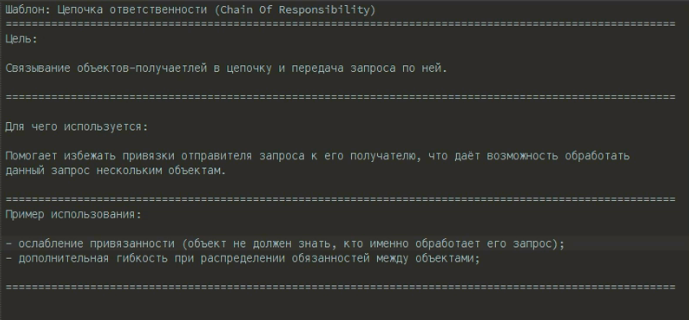 Шаблон: Цепочка ответственности (Chain Of Responsibility)
====================================================================================================
Цель:
Связывание объектов-получаетлей в цепочку и передача запроса по ней.
====================================================================================================
Для чего используется:
Помогает избежать привязки отправителя запроса к его получателю, что даёт возможность обработать
данный запрос нескольким объектам.
====================================================================================================
Пример использования:
- ослабление привязанности (объект не должен знать, кто именно обработает его запрос);
- дополнительная гибкость при распределении обязанностей между объектами;
====================================================================================================